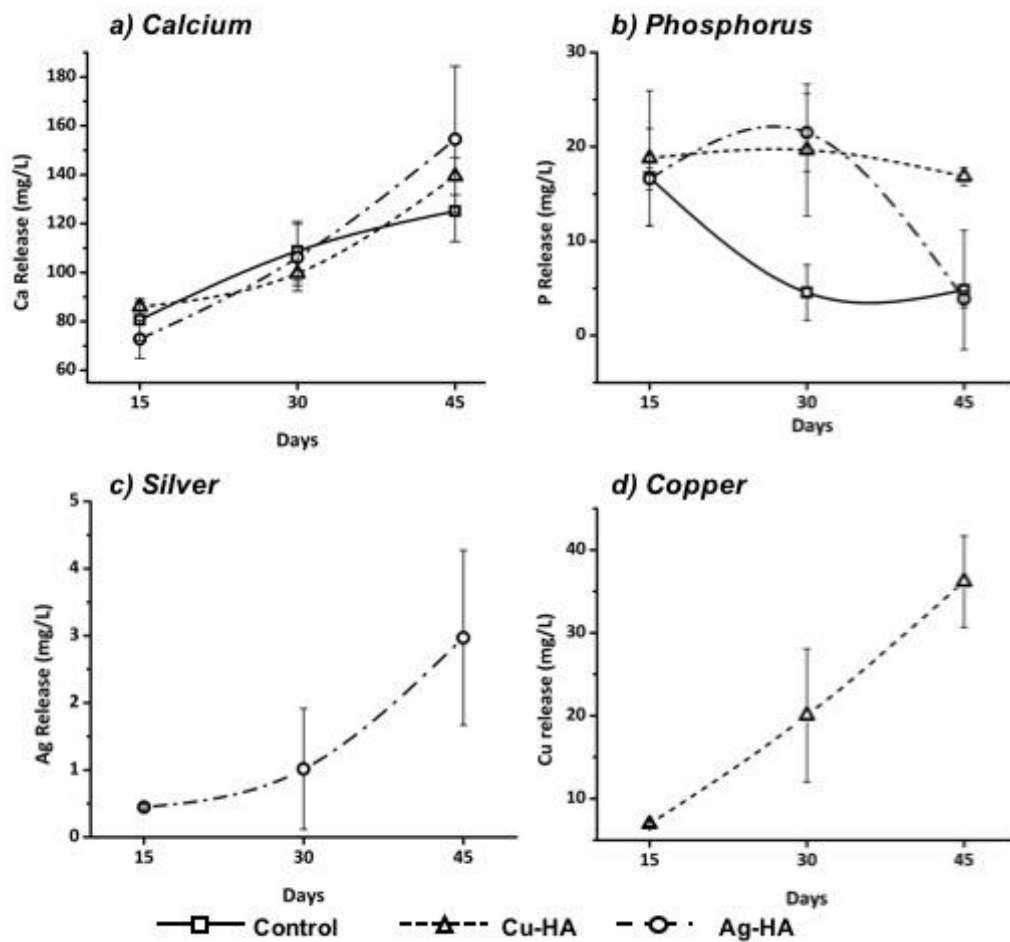 a) Calcium
Ca Release (mg/L)
180
160
140
120
100
80
60
15 30 45
Days
b) Phosphorus
P Release (mg/L)
30
20
10
0
15 30 45
Days
c) Silver
Ag Release (mg/L)
5
4
3
2
1
0
15 30 45
Days
d) Copper
Cu release (mg/L)
40
30
20
10
15 30 45
Days
Control Cu-HA Ag-HA